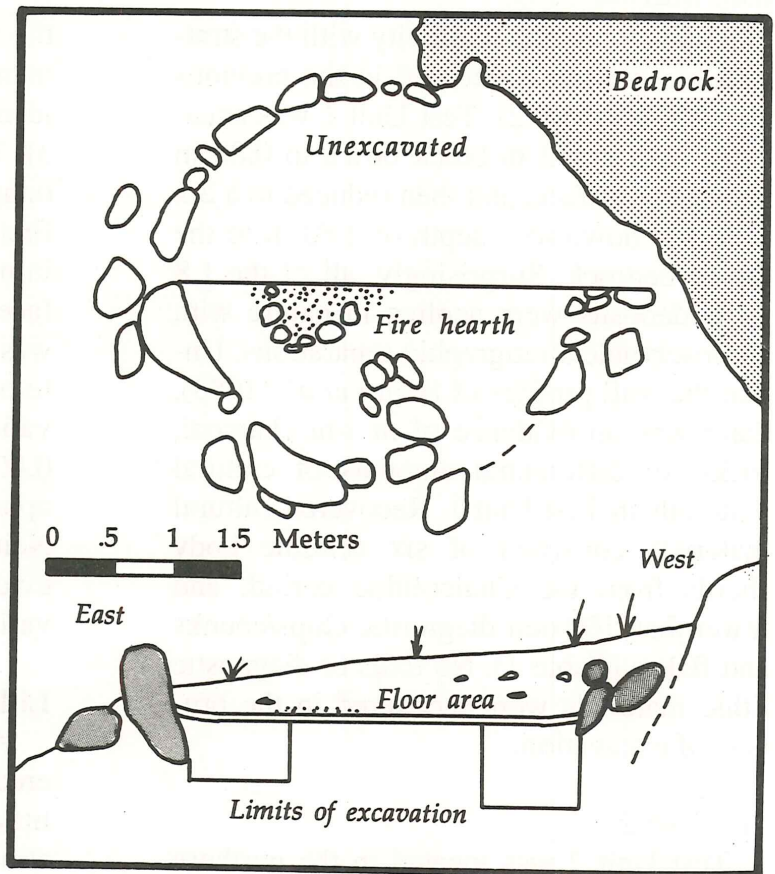 Bedrock
Unexcavated
Fire hearth
0 .5 1 1.5 Meters
West
East
Floor area
Limits of excavation